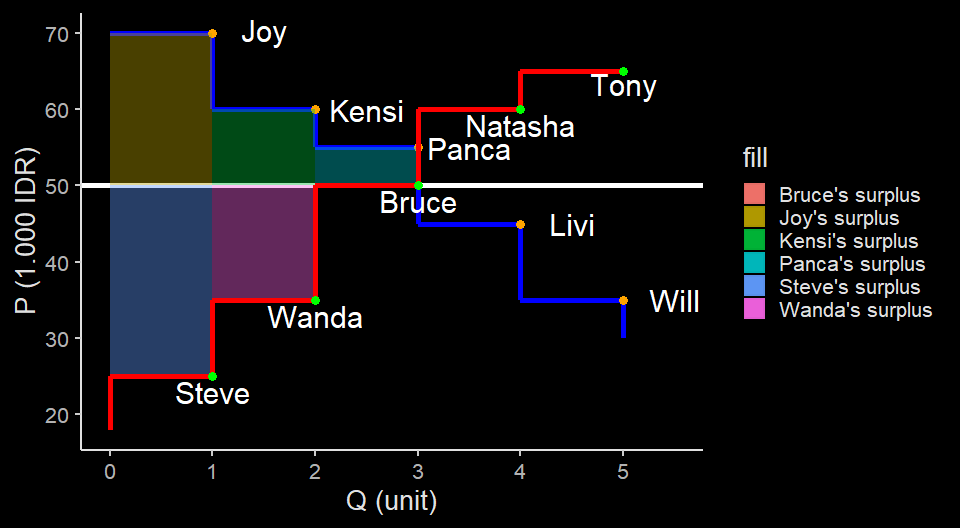 70
60
50
40
30
20
P (1.000 IDR)
Joy
Kensi
Panca
Natasha
Tony
Bruce
Livi
Wanda
Will
Steve
0 1 2 3 4 5
Q (unit)
fill
Bruce's surplus
Joy's surplus
Kensi's surplus
Panca's surplus
Steve's surplus
Wanda's surplus